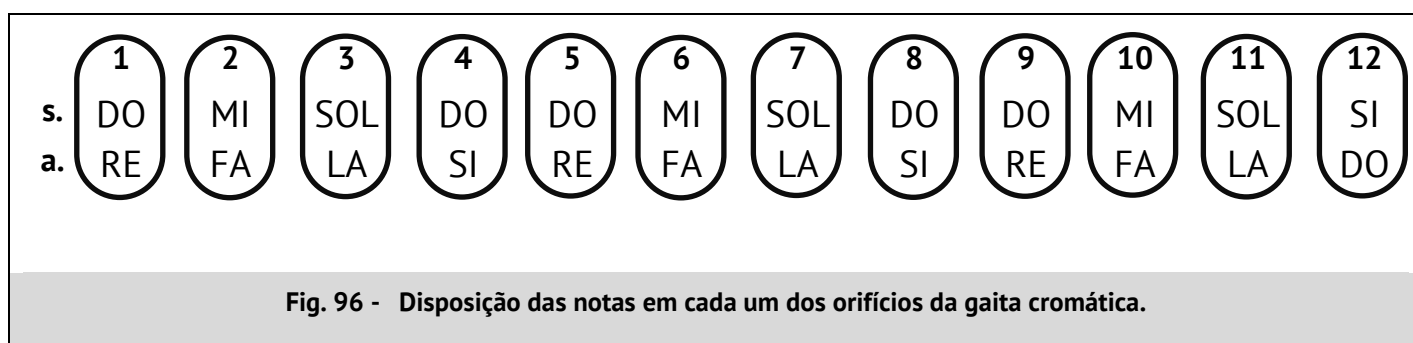 1 2 3 4 5 6 7 8 9 10 11 12
s. DO MI SOL DO DO MI SOL DO DO MI SOL SI
a. RE FA LA SI RE FA LA SI RE FA LA DO
Fig. 96 - Disposição das notas em cada um dos orifícios da gaita cromática.